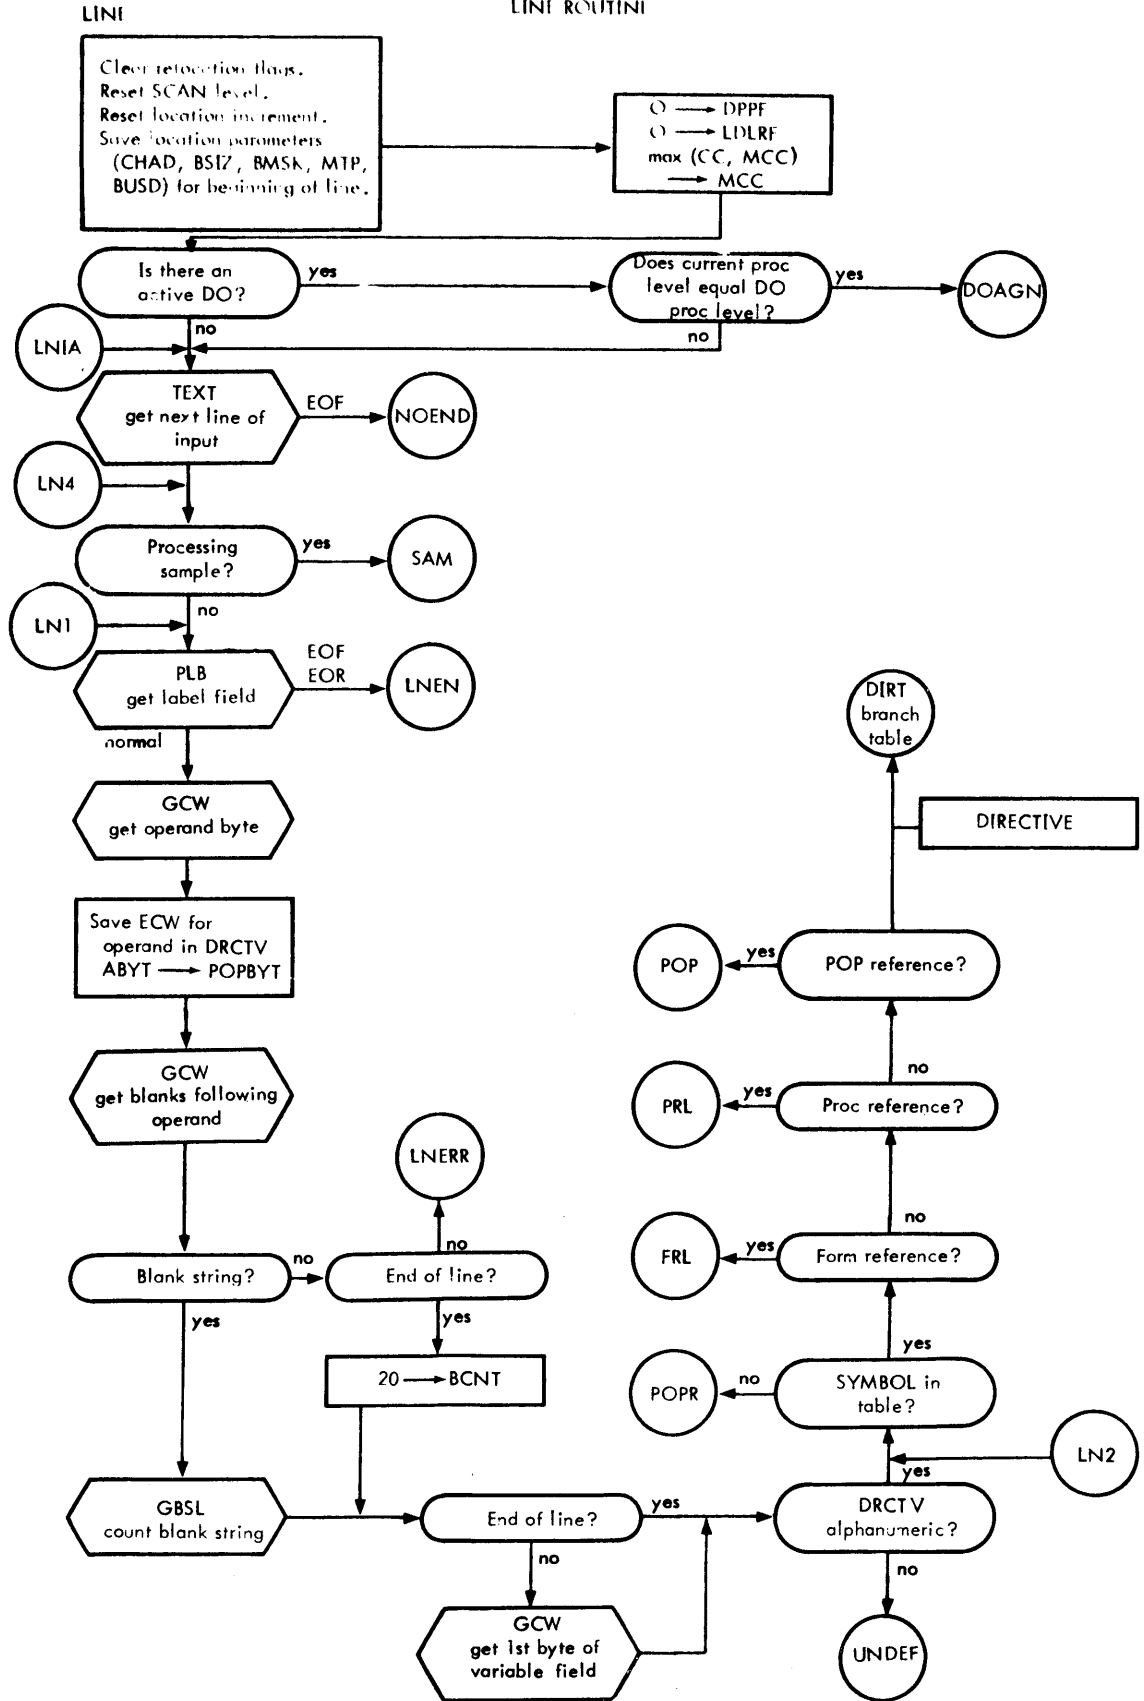 LINE ROUTINE
LINE
Clear relocation flags.
Reset SCAN level.
Reset location increment.
Save location parameters
(CHAD, BSIZ, BMSK, MTP,
BUSD) for beginning of line.
0 → DPPF
0 → LDLRF
max (CC, MCC)
→ MCC
Is there an
active DO?
yes
no
Does current proc
level equal DO
proc level?
yes
no
DOAGN
LNIA
TEXT
get next line of
input
EOF
NOEND
LN4
Processing
sample?
yes
no
SAM
LN1
PLB
get label field
EOF
EOR
LNEN
normal
GCW
get operand byte
Save ECW for
operand in DRCTV
ABYT → POPBYT
GCW
get blanks following
operand
Blank string?
no
yes
LNERR
no
End of line?
yes
20 → BCNT
GBSL
count blank string
End of line?
yes
no
GCW
get 1st byte of
variable field
DIRT
branch
table
DIRECTIVE
POP
yes
POP reference?
no
PRL
yes
Proc reference?
no
FRL
yes
Form reference?
yes
POPR
no
SYMBOL in
table?
LN2
yes
DRCTV
alphanumeric?
no
UNDEF